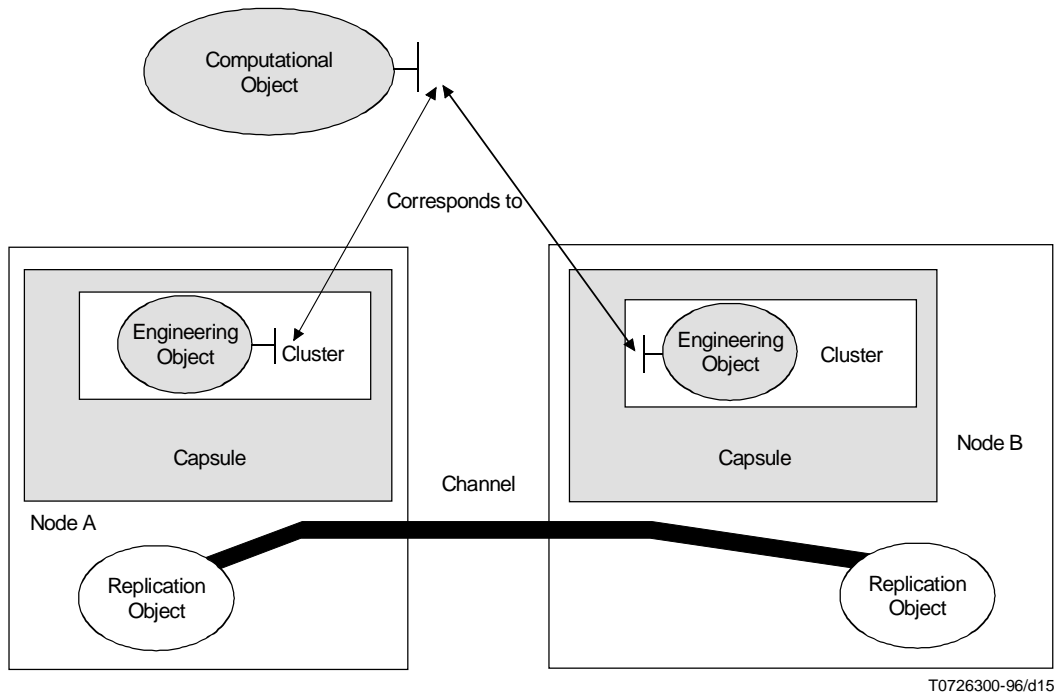 Computational
Object
Corresponds to
Engineering
Object
Cluster
Engineering
Object
Cluster
Capsule
Capsule
Node B
Channel
Node A
Replication
Object
Replication
Object
T0726300-96/d15